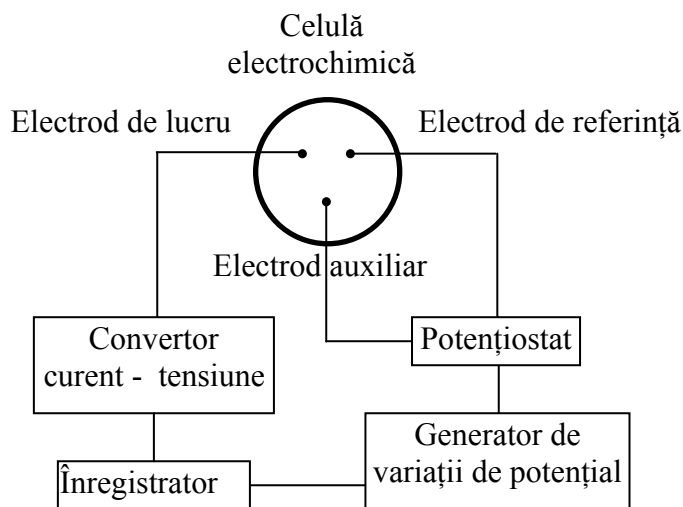 Celulă
electrochimică
Electrod de lucru
Electrod de referință
Electrod auxiliar
Convertor
curent - tensiune
Potențiostat
Generator de
variații de potențial
Înregistrator